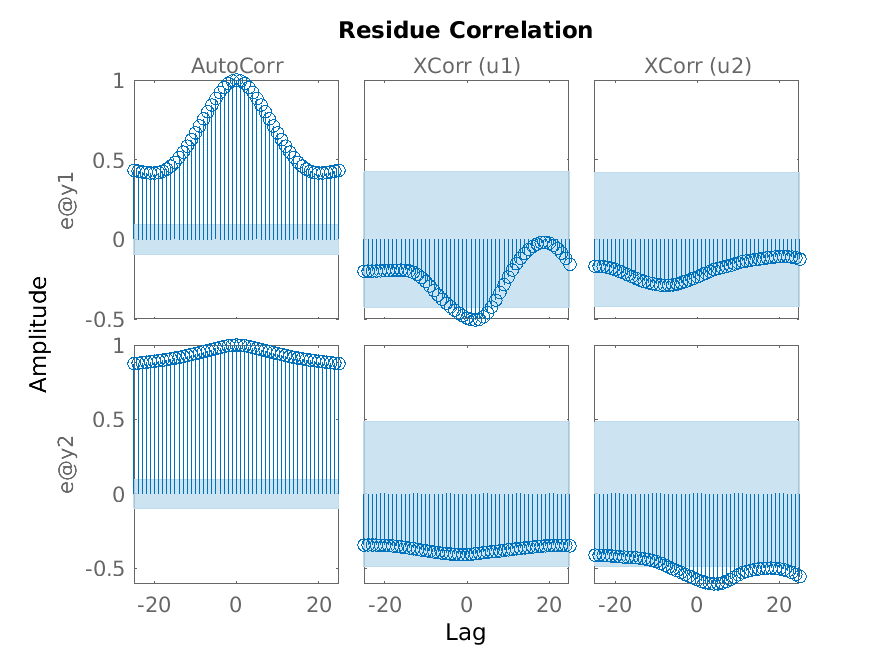 Residue Correlation
AutoCorr
XCorr (u1)
XCorr (u2)
1
0.5
0
-0.5
e@y1
1
0.5
0
-0.5
e@y2
Amplitude
-20 0 20
-20 0 20
-20 0 20
Lag